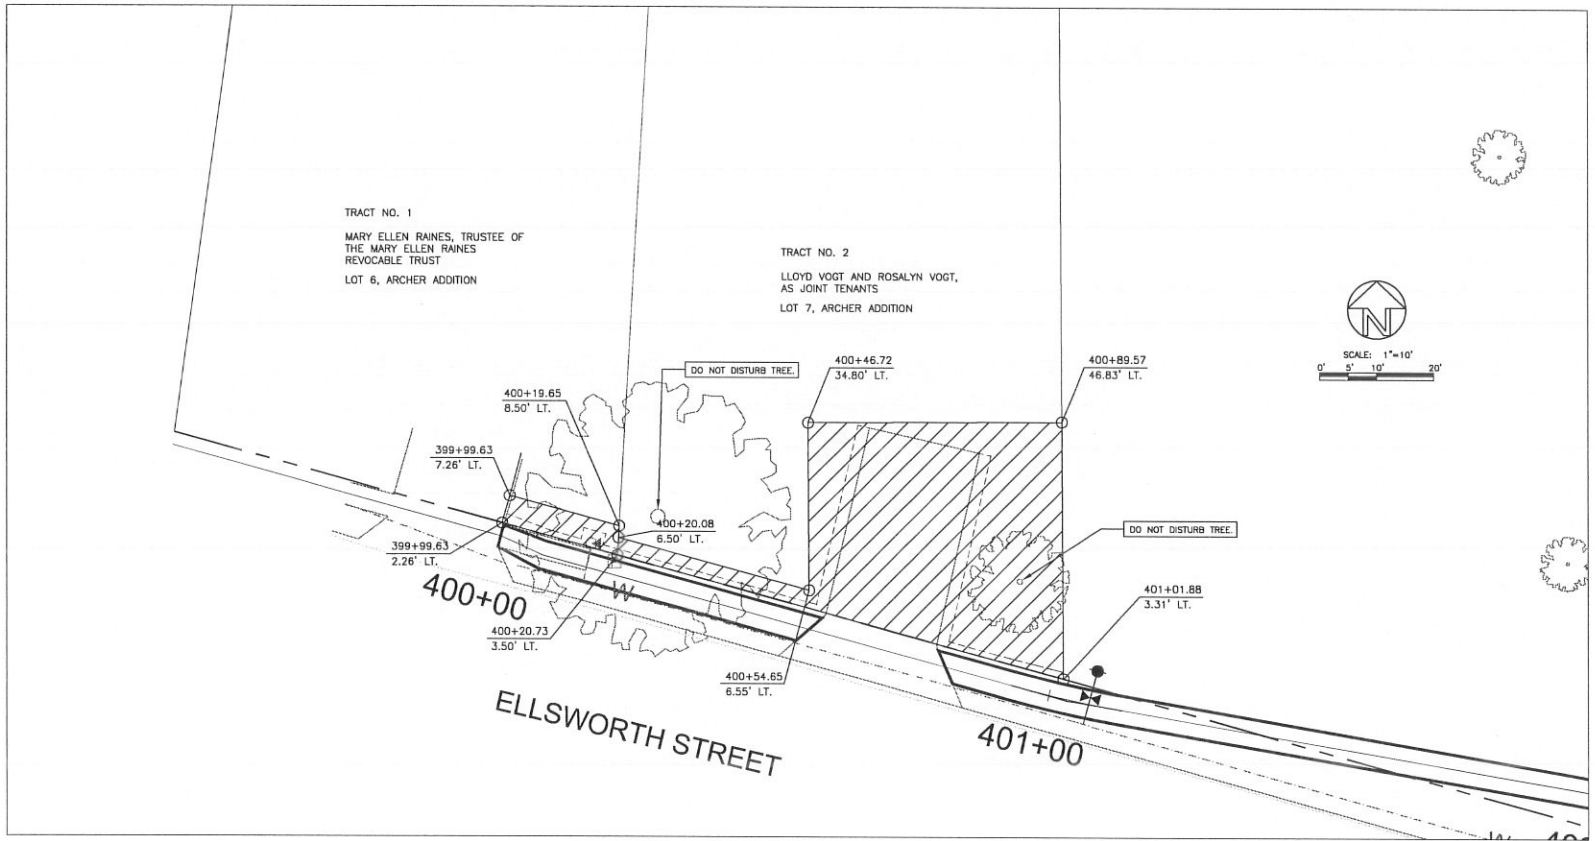 TRACT NO. 1
MARY ELLEN RAINES, TRUSTEE OF
THE MARY ELLEN RAINES
REVOCABLE TRUST
LOT 6, ARCHER ADDITION
TRACT NO. 2
LLOYD VOGT AND ROSALYN VOGT,
AS JOINT TENANTS
LOT 7, ARCHER ADDITION
N
SCALE: 1"=10'
0' 5' 10' 20'
DO NOT DISTURB TREE.
400+46.72
34.80' LT.
400+89.57
46.83' LT.
400+19.65
8.50' LT.
399+99.63
7.26' LT.
400+20.08
6.50' LT.
DO NOT DISTURB TREE.
399+99.63
2.26' LT.
400+00
W
401+01.88
3.31' LT.
400+20.73
3.50' LT.
400+54.65
6.55' LT.
ELLSWORTH STREET
401+00
W